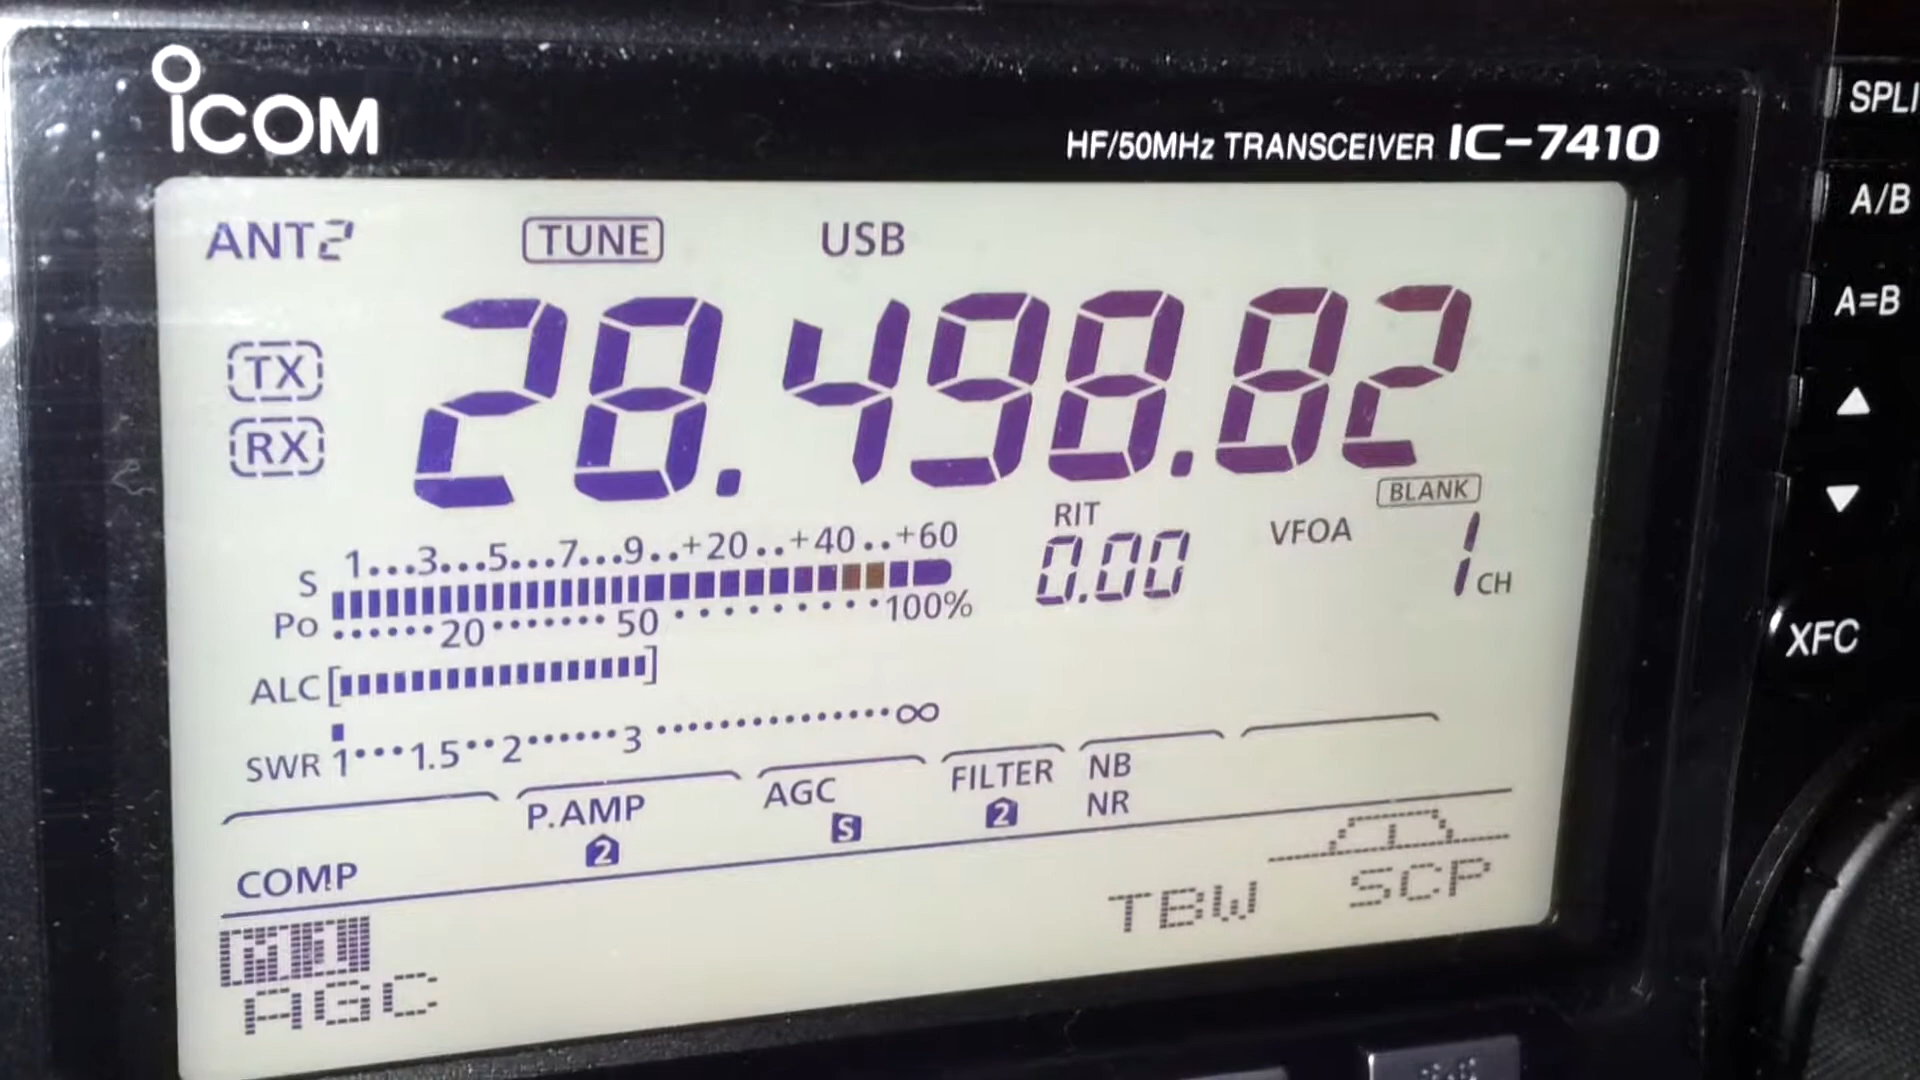 ICOM
HF/50MHz TRANSCEIVER IC-7410
SPLI
A/B
A=B
XFC
ANT2 TUNE USB
TX
RX
28.498.82
BLANK
RIT
0.00
VFOA
1 CH
S 1...3...5...7...9..+20..+40..+60
Po ......20.......50.........100%
ALC
SWR 1...1.5..2......3..............∞
COMP
P.AMP
2
AGC
S
FILTER
2
NB
NR
M1
AGC
TBW
SCP